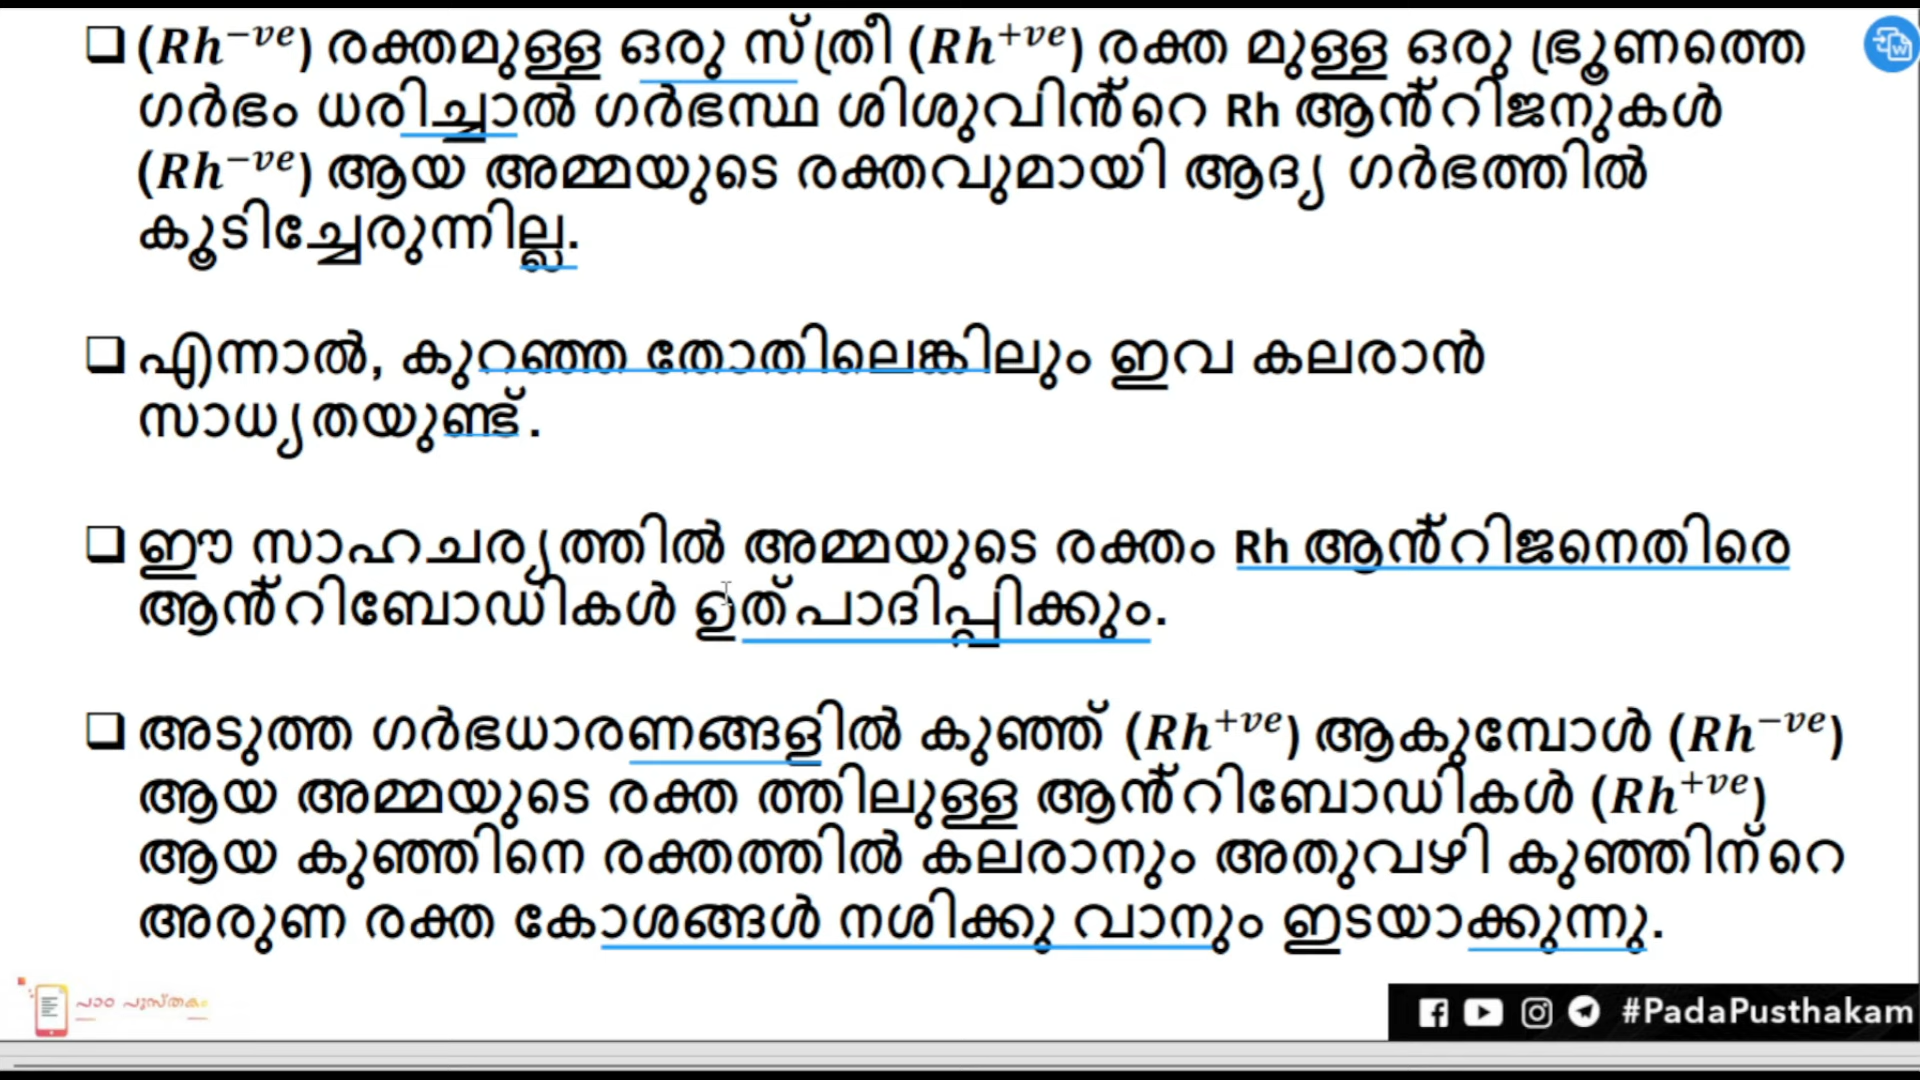 ❑ (Rh⁻ᵛᵉ) രക്തമുള്ള ഒരു സ്ത്രീ (Rh⁺ᵛᵉ) രക്ത മുള്ള ഒരു ഭ്രൂണത്തെ
ഗർഭം ധരിച്ചാൽ ഗർഭസ്ഥ ശിശുവിൻ്റെ Rh ആൻ്റിജനുകൾ
(Rh⁻ᵛᵉ) ആയ അമ്മയുടെ രക്തവുമായി ആദ്യ ഗർഭത്തിൽ
കൂടിച്ചേരുന്നില്ല.
❑ എന്നാൽ, കുറഞ്ഞ തോതിലെങ്കിലും ഇവ കലരാൻ
സാധ്യതയുണ്ട്.
❑ ഈ സാഹചര്യത്തിൽ അമ്മയുടെ രക്തം Rh ആൻ്റിജനെതിരെ
ആൻ്റിബോഡികൾ ഉത്പാദിപ്പിക്കും.
❑ അടുത്ത ഗർഭധാരണങ്ങളിൽ കുഞ്ഞ് (Rh⁺ᵛᵉ) ആകുമ്പോൾ (Rh⁻ᵛᵉ)
ആയ അമ്മയുടെ രക്ത ത്തിലുള്ള ആൻ്റിബോഡികൾ (Rh⁺ᵛᵉ)
ആയ കുഞ്ഞിനെ രക്തത്തിൽ കലരാനും അതുവഴി കുഞ്ഞിന്റെ
അരുണ രക്ത കോശങ്ങൾ നശിക്കു വാനും ഇടയാക്കുന്നു.
പാഠ പുസ്തകം
#PadaPusthakam